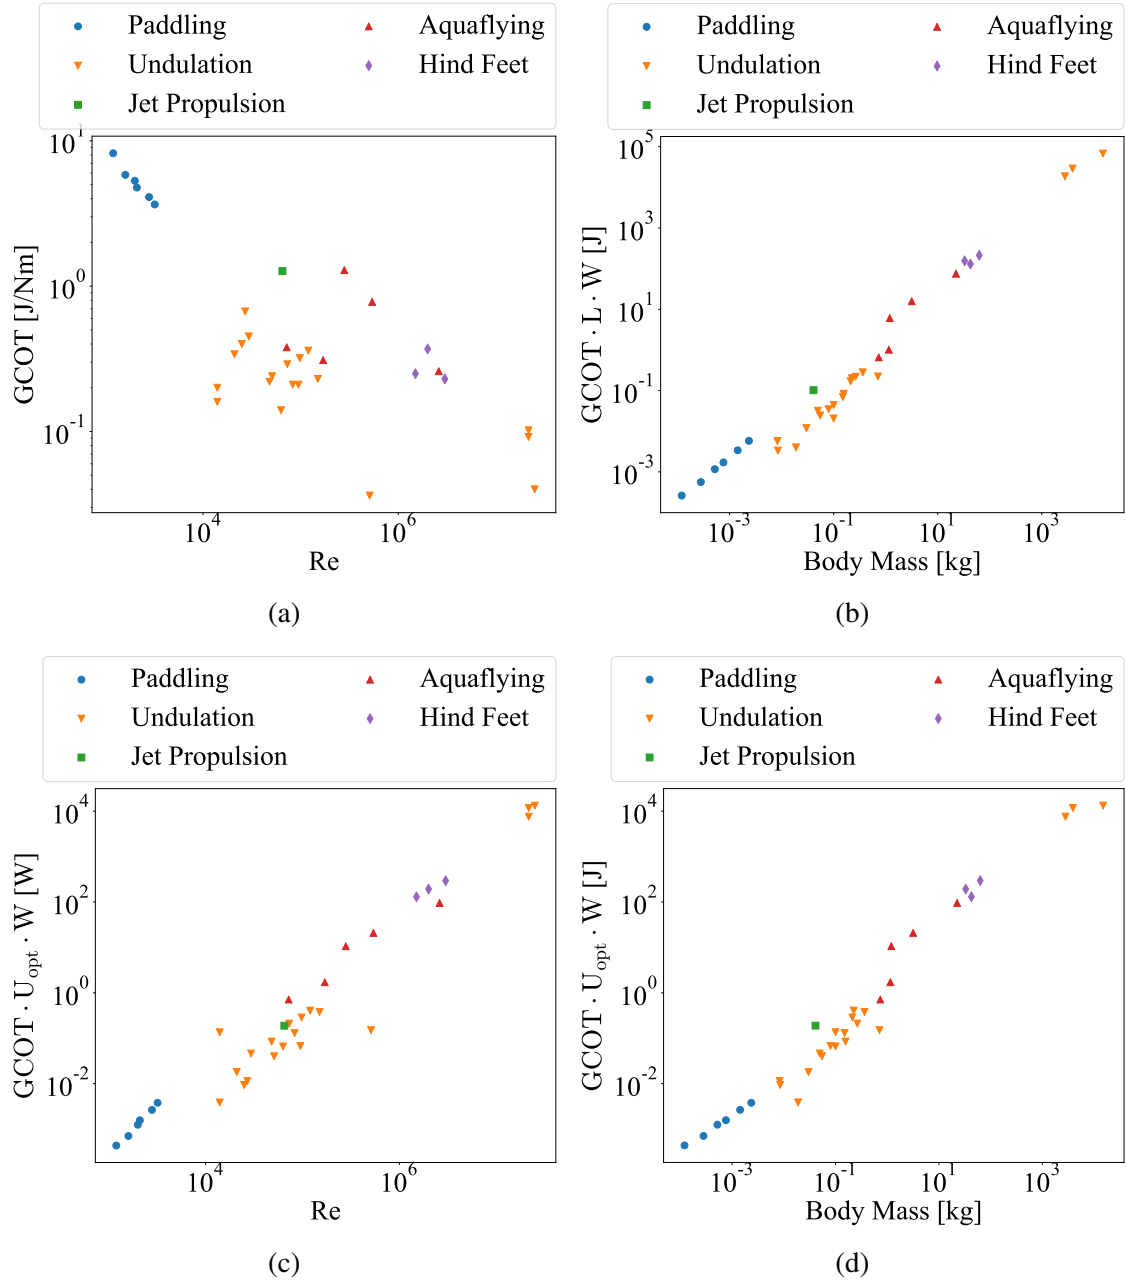 Paddling
Undulation
Jet Propulsion
Aquaflying
Hind Feet
10^1
10^0
10^-1
GCOT [J/Nm]
10^4
10^6
Re
(a)
Paddling
Undulation
Jet Propulsion
Aquaflying
Hind Feet
10^5
10^3
10^1
10^-1
10^-3
GCOT · L · W [J]
10^-3
10^-1
10^1
10^3
Body Mass [kg]
(b)
Paddling
Undulation
Jet Propulsion
Aquaflying
Hind Feet
10^4
10^2
10^0
10^-2
GCOT · U_opt · W [W]
10^4
10^6
Re
(c)
Paddling
Undulation
Jet Propulsion
Aquaflying
Hind Feet
10^4
10^2
10^0
10^-2
GCOT · U_opt · W [J]
10^-3
10^-1
10^1
10^3
Body Mass [kg]
(d)